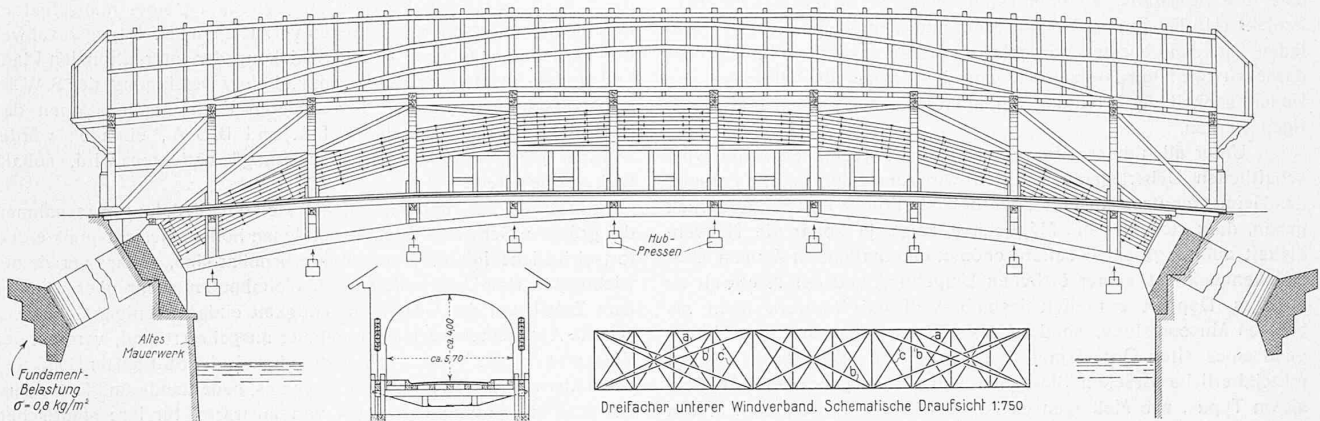 Hub-
Pressen
Altes
Mauerwerk
Fundament-
Belastung
σ=0,8 kg/m²
ca. 4,00
ca. 5,70
a
b
c
c
b
a
b
Dreifacher unterer Windverband. Schematische Draufsicht 1:750